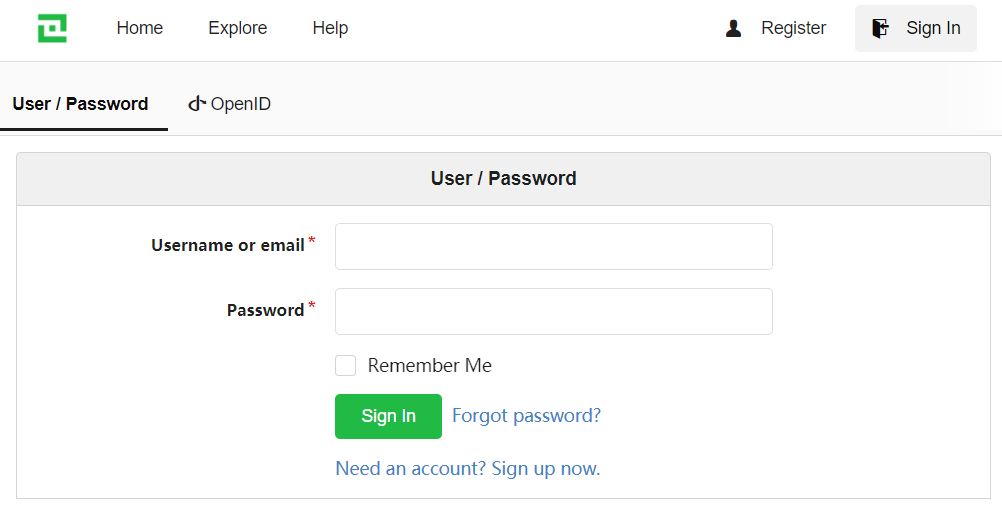 Home Explore Help Register Sign In
User / Password OpenID
User / Password
Username or email *
Password *
Remember Me
Sign In Forgot password?
Need an account? Sign up now.